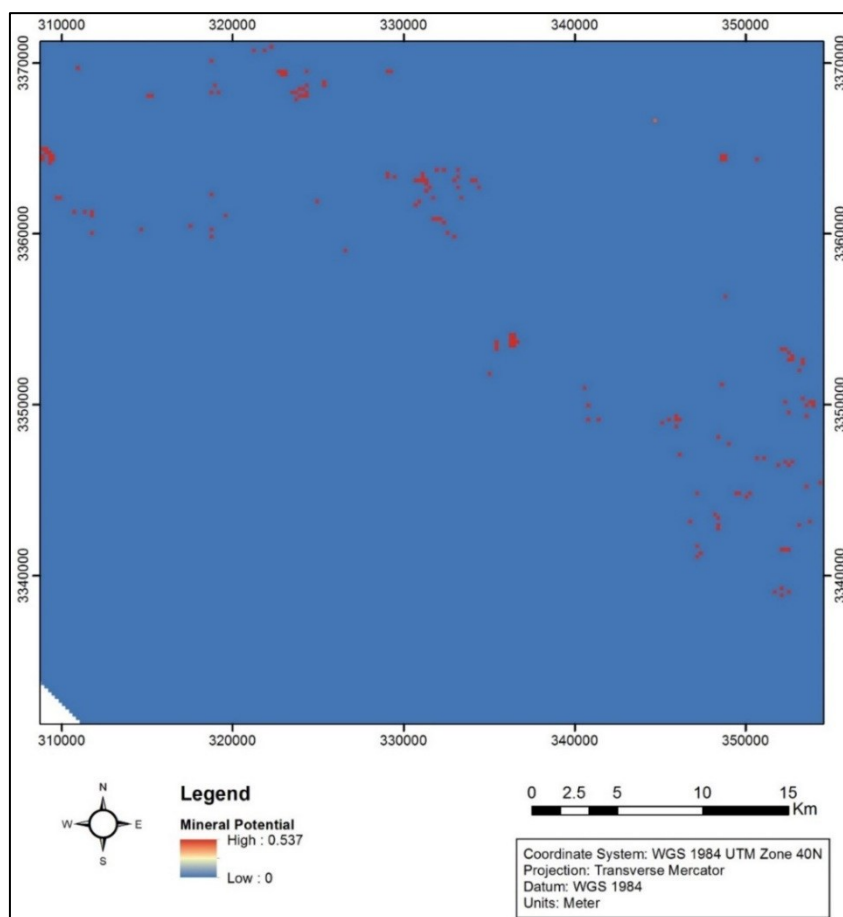 310000 320000 330000 340000 350000
3370000 3370000
3360000 3360000
3350000 3350000
3340000 3340000
310000 320000 330000 340000 350000
N
W E
S
Legend
Mineral Potential
High : 0.537
Low : 0
0 2.5 5 10 15
Km
Coordinate System: WGS 1984 UTM Zone 40N
Projection: Transverse Mercator
Datum: WGS 1984
Units: Meter